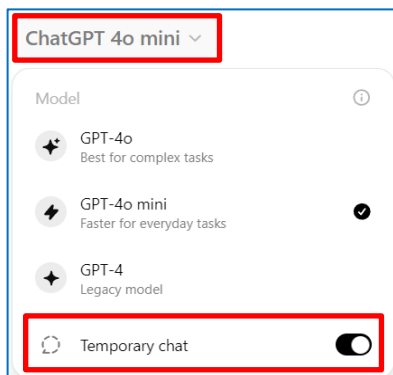 ChatGPT 4o mini
Model
GPT-4o
Best for complex tasks
GPT-4o mini
Faster for everyday tasks
GPT-4
Legacy model
Temporary chat